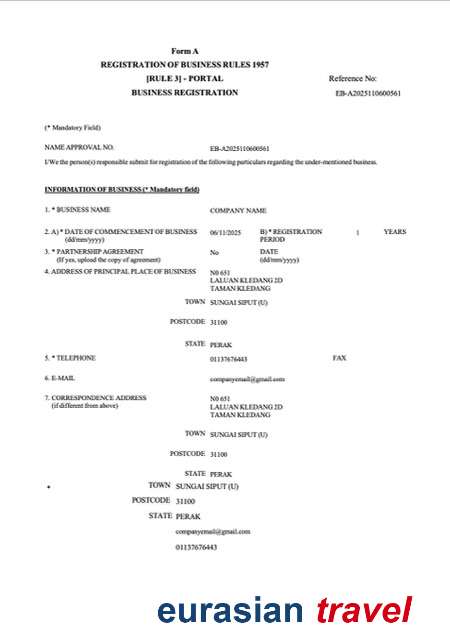 Form A
REGISTRATION OF BUSINESS RULES 1957
[RULE 3] - PORTAL
Reference No:
BUSINESS REGISTRATION
EB-A2025110600561
(* Mandatory Field)
NAME APPROVAL NO. EB-A2025110600561
I/We the person(s) responsible submit for registration of the following particulars regarding the under-mentioned business.
INFORMATION OF BUSINESS (* Mandatory field)
1. * BUSINESS NAME COMPANY NAME
2. A) * DATE OF COMMENCEMENT OF BUSINESS 06/11/2025 B) * REGISTRATION 1 YEARS
(dd/mm/yyyy) PERIOD
3. * PARTNERSHIP AGREEMENT No DATE
(If yes, upload the copy of agreement) (dd/mm/yyyy)
4. ADDRESS OF PRINCIPAL PLACE OF BUSINESS N0 651
LALUAN KLEDANG 2D
TAMAN KLEDANG
TOWN SUNGAI SIPUT (U)
POSTCODE 31100
STATE PERAK
5. * TELEPHONE 01137676443 FAX
6. E-MAIL companyemail@gmail.com
7. CORRESPONDENCE ADDRESS N0 651
(if different from above) LALUAN KLEDANG 2D
TAMAN KLEDANG
TOWN SUNGAI SIPUT (U)
POSTCODE 31100
STATE PERAK
• TOWN SUNGAI SIPUT (U)
POSTCODE 31100
STATE PERAK
companyemail@gmail.com
01137676443
eurasian travel